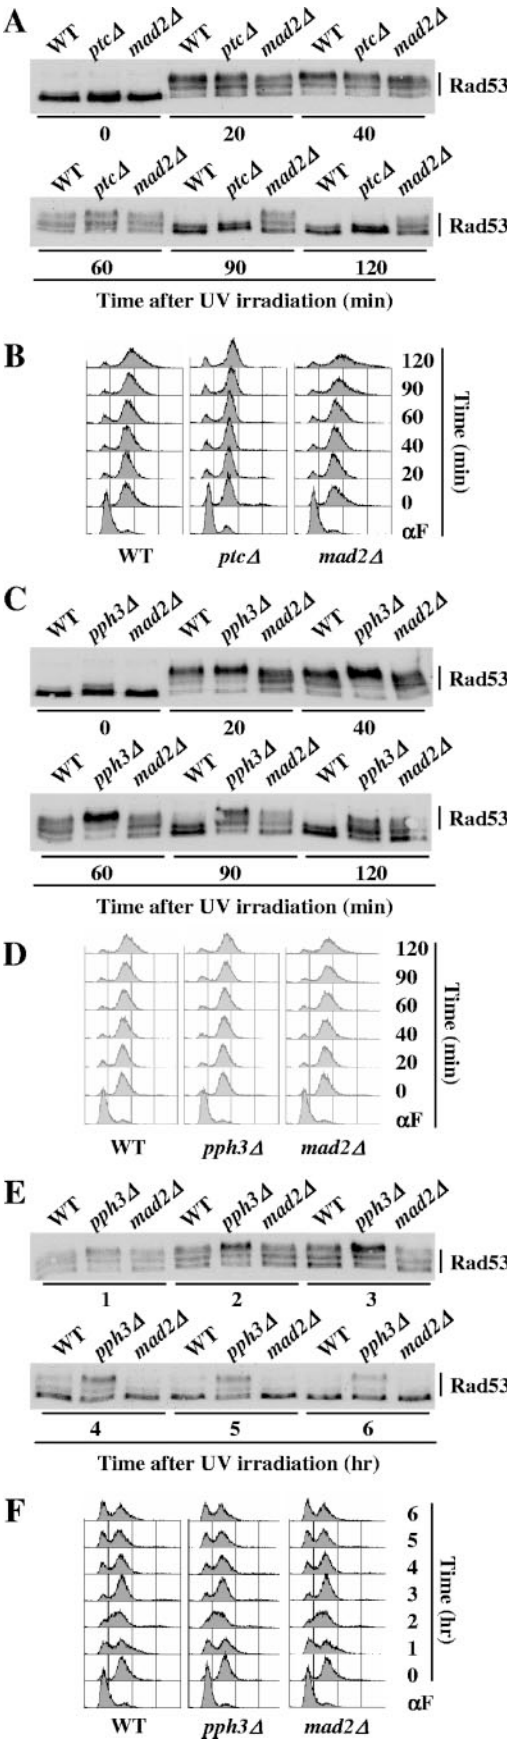 A
WT ptcΔ mad2Δ WT ptcΔ mad2Δ WT ptcΔ mad2Δ
Rad53
0 20 40
WT ptcΔ mad2Δ WT ptcΔ mad2Δ WT ptcΔ mad2Δ
Rad53
60 90 120
Time after UV irradiation (min)
B
120
90
60
40
20
0
αF
Time (min)
WT ptcΔ mad2Δ
C
WT pph3Δ mad2Δ WT pph3Δ mad2Δ WT pph3Δ mad2Δ
Rad53
0 20 40
WT pph3Δ mad2Δ WT pph3Δ mad2Δ WT pph3Δ mad2Δ
Rad53
60 90 120
Time after UV irradiation (min)
D
120
90
60
40
20
0
αF
Time (min)
WT pph3Δ mad2Δ
E
WT pph3Δ mad2Δ WT pph3Δ mad2Δ WT pph3Δ mad2Δ
Rad53
1 2 3
WT pph3Δ mad2Δ WT pph3Δ mad2Δ WT pph3Δ mad2Δ
Rad53
4 5 6
Time after UV irradiation (hr)
F
6
5
4
3
2
1
0
αF
Time (hr)
WT pph3Δ mad2Δ